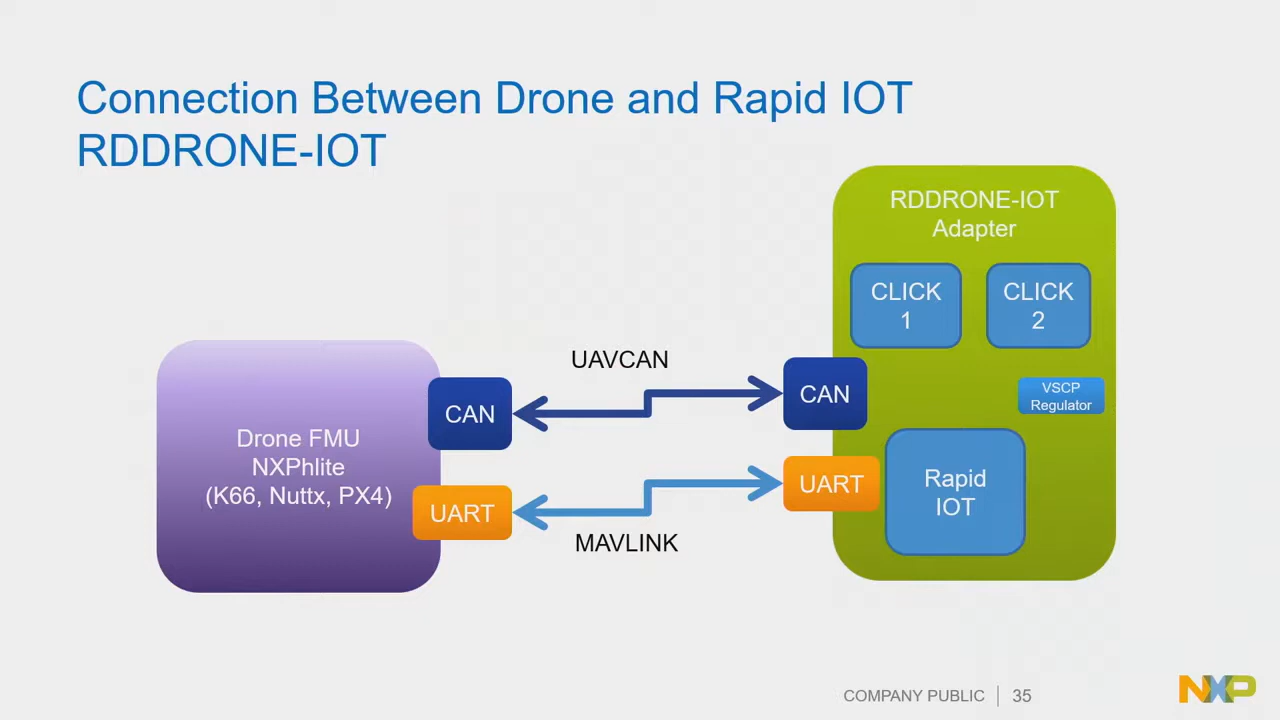 Connection Between Drone and Rapid IOT
RDDRONE-IOT
RDDRONE-IOT
Adapter
CLICK
1
CLICK
2
UAVCAN
CAN
CAN
VSCP
Regulator
Drone FMU
NXPhlite
(K66, Nuttx, PX4)
UART
UART
Rapid
IOT
MAVLINK
COMPANY PUBLIC
35
NXP